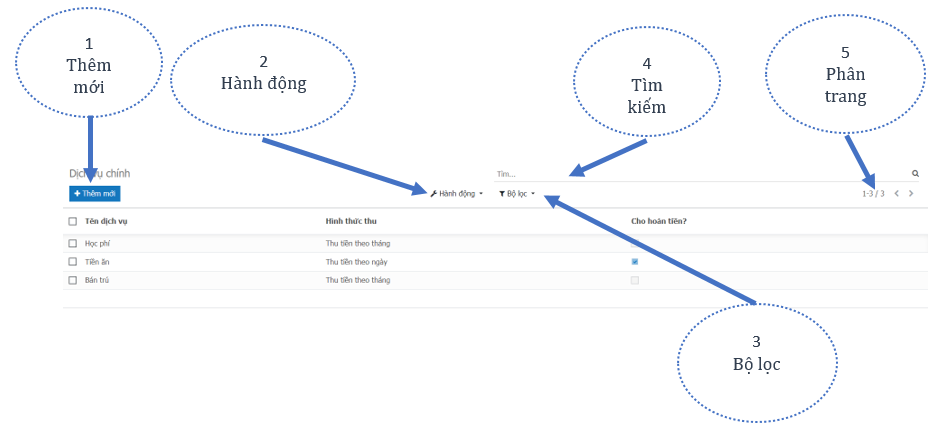 1
Thêm
mới
2
Hành động
4
Tìm
kiếm
5
Phân
trang
Dịch vụ chính
Tìm...
+ Thêm mới
Hành động
Bộ lọc
1-3 / 3
Tên dịch vụ
Hình thức thu
Cho hoàn tiền?
Học phí
Thu tiền theo tháng
Tiền ăn
Thu tiền theo ngày
Bán trú
Thu tiền theo tháng
3
Bộ lọc